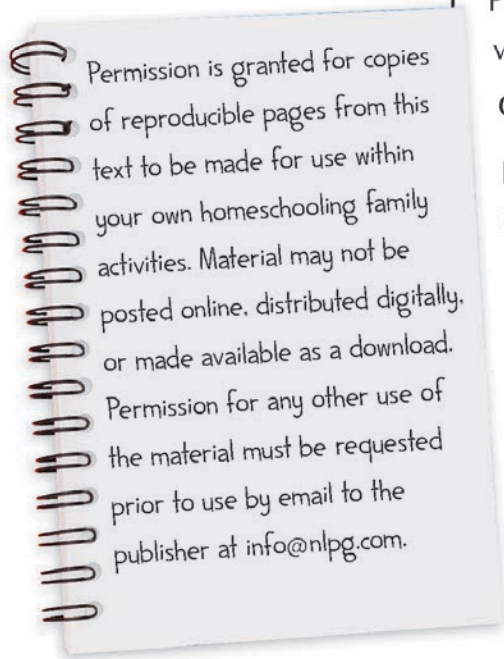 Permission is granted for copies
of reproducible pages from this
text to be made for use within
your own homeschooling family
activities. Material may not be
posted online, distributed digitally,
or made available as a download.
Permission for any other use of
the material must be requested
prior to use by email to the
publisher at info@nlpg.com.